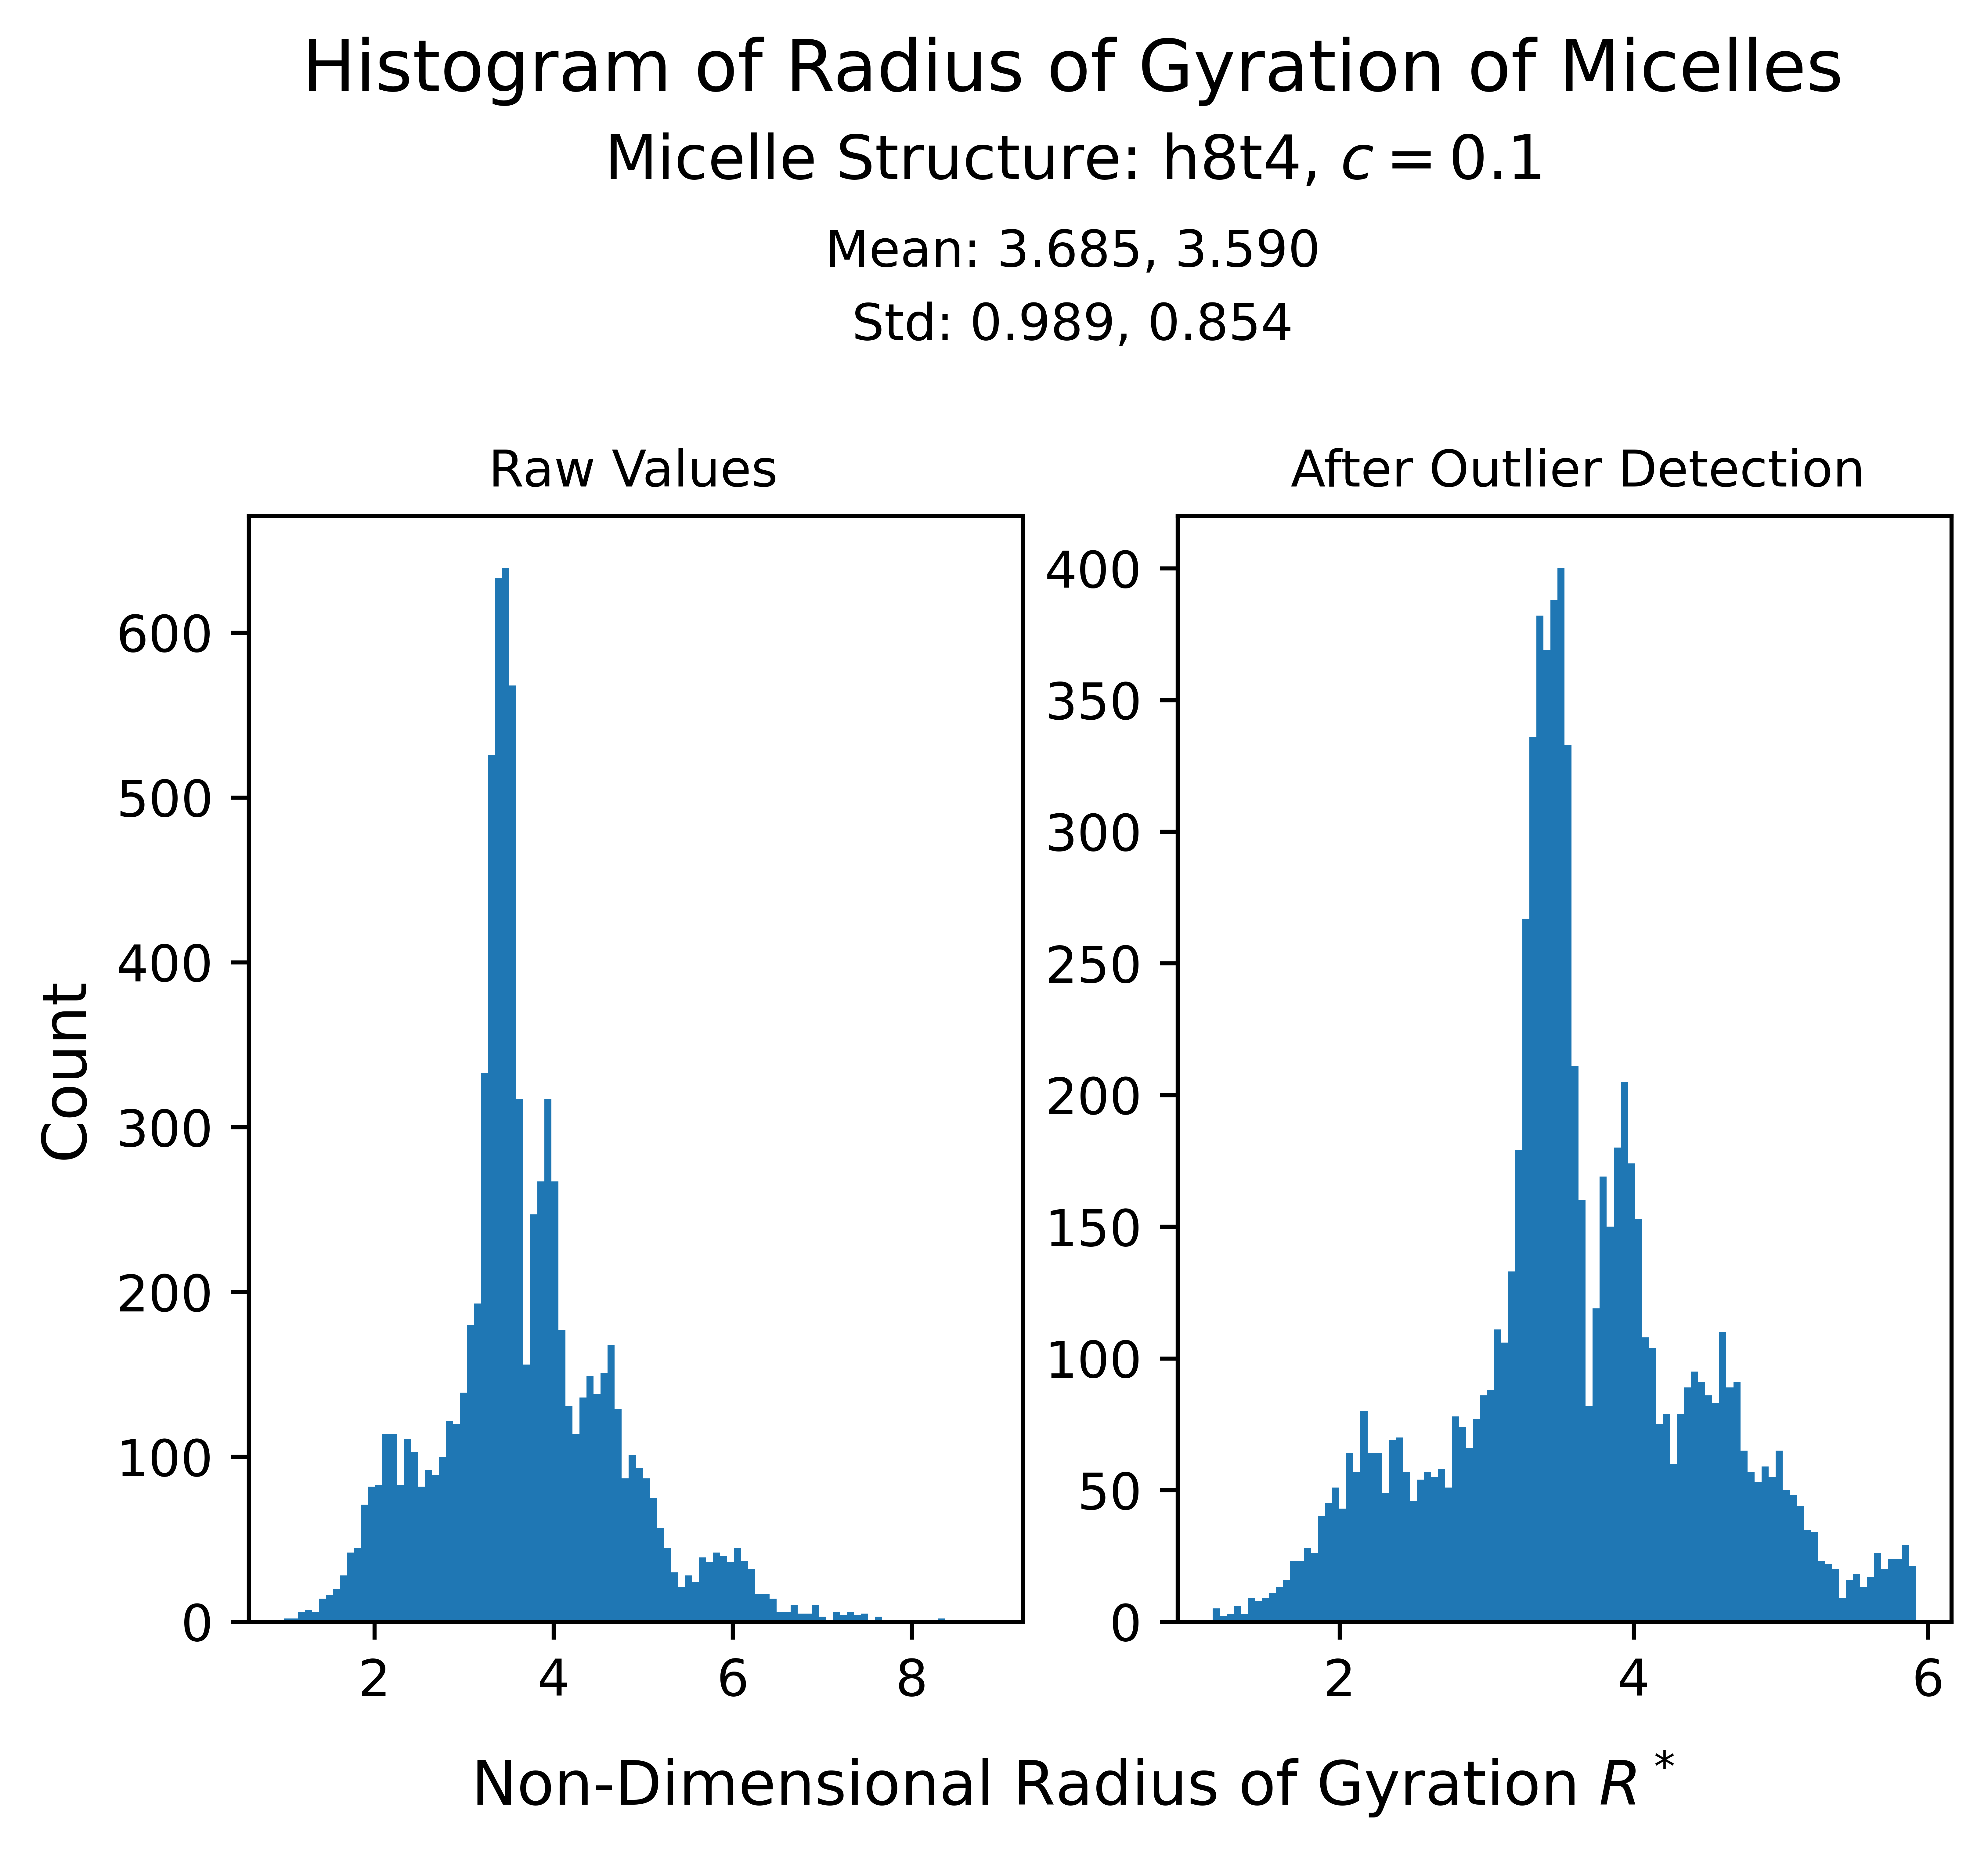 Histogram of Radius of Gyration of Micelles
Micelle Structure: h8t4, c = 0.1
Mean: 3.685, 3.590
Std: 0.989, 0.854
Raw Values
After Outlier Detection
Count
600
500
400
300
200
100
0
2 4 6 8
400
350
300
250
200
150
100
50
0
2 4 6
Non-Dimensional Radius of Gyration R*